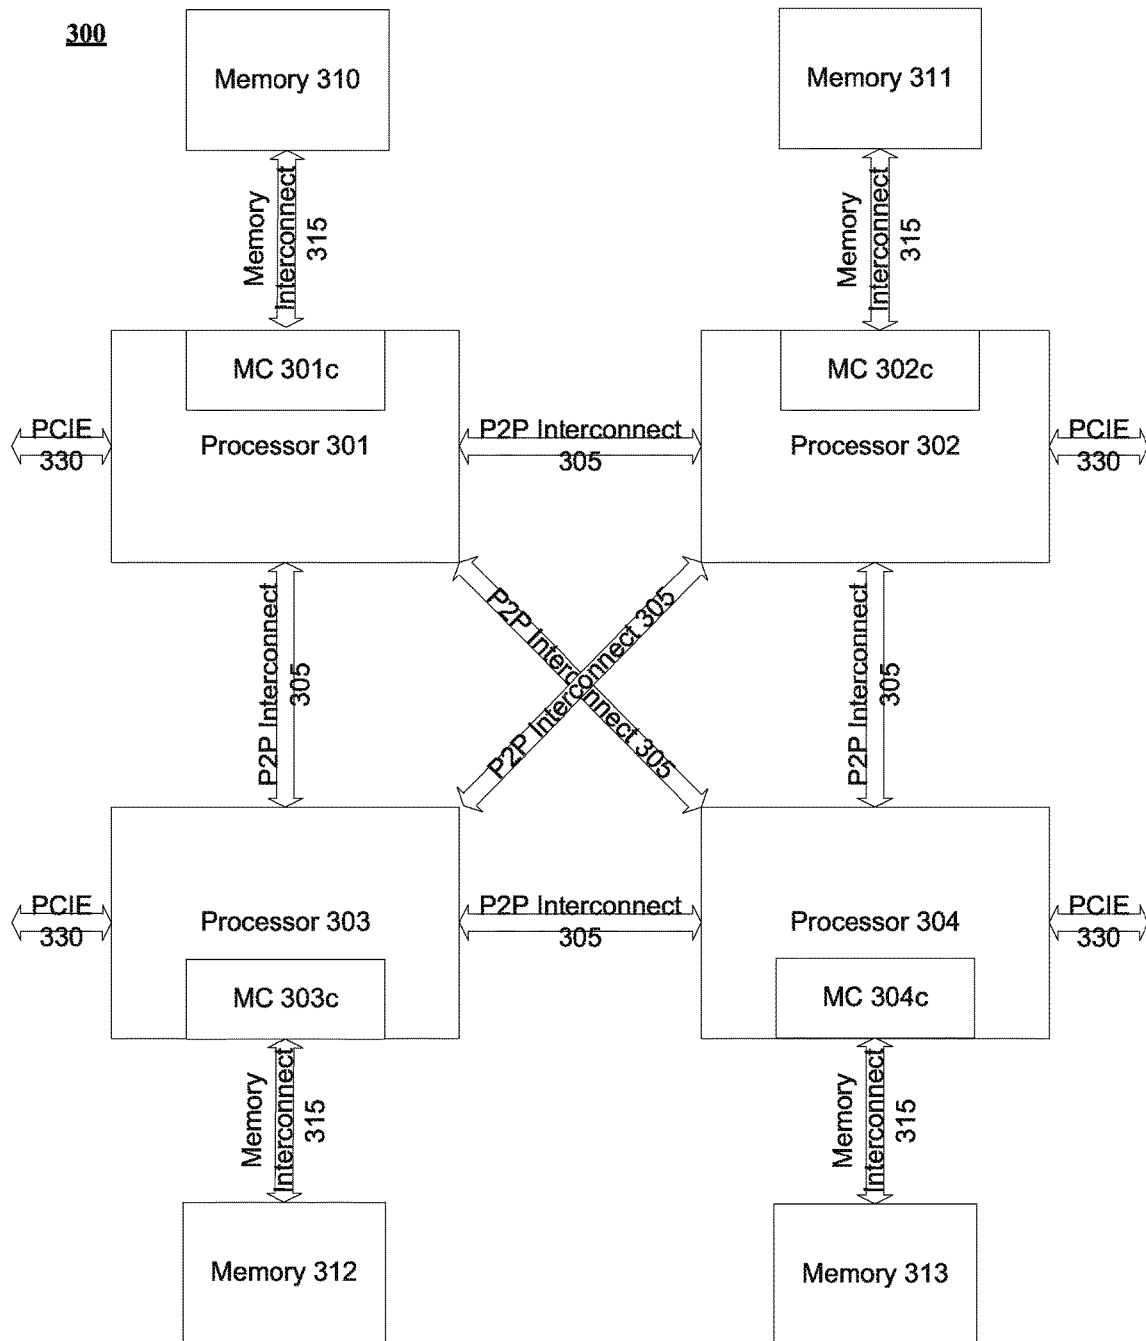 300
Memory 310
Memory 311
Memory
Interconnect
315
Memory
Interconnect
315
MC 301c
MC 302c
PCIE
330
Processor 301
P2P Interconnect
305
Processor 302
PCIE
330
P2P Interconnect
305
P2P Interconnect 305
P2P Interconnect 305
P2P Interconnect
305
PCIE
330
Processor 303
P2P Interconnect
305
Processor 304
PCIE
330
MC 303c
MC 304c
Memory
Interconnect
315
Memory
Interconnect
315
Memory 312
Memory 313